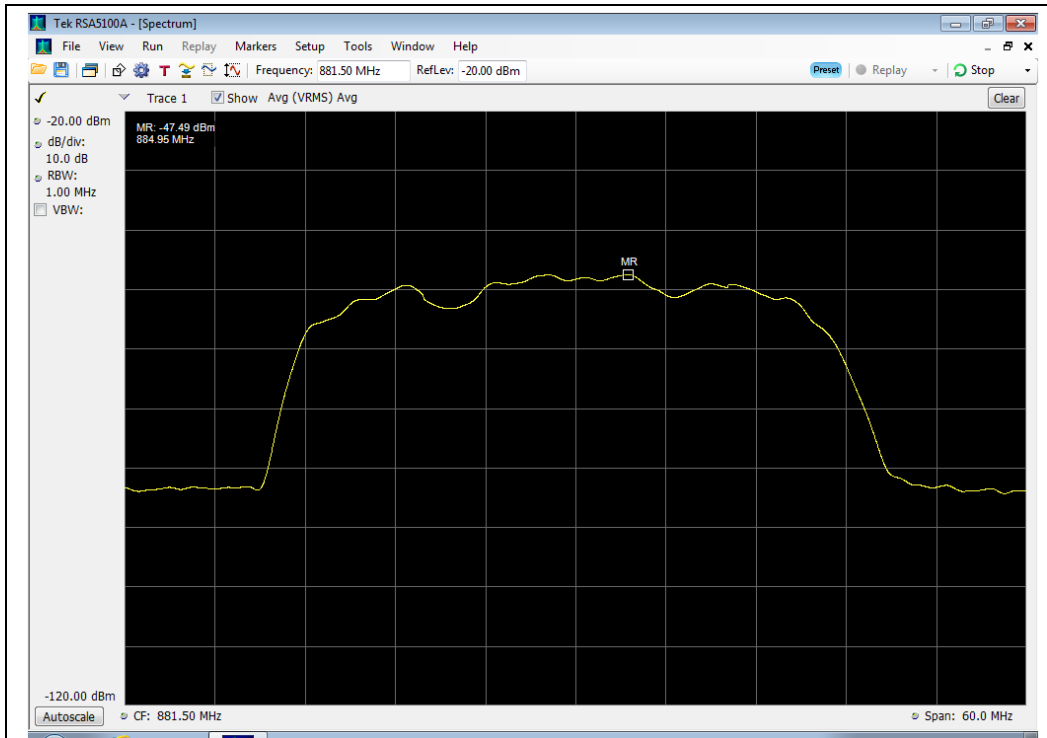 Tek RSA5100A - [Spectrum]
File View Run Replay Markers Setup Tools Window Help
T Frequency: 881.50 MHz RefLev: -20.00 dBm Preset Replay Stop
Trace 1 Show Avg (VRMS) Avg Clear
-20.00 dBm
dB/div:
10.0 dB
RBW:
1.00 MHz
VBW:
MR: -47.49 dBm
884.95 MHz
MR
-120.00 dBm
Autoscale CF: 881.50 MHz Span: 60.0 MHz